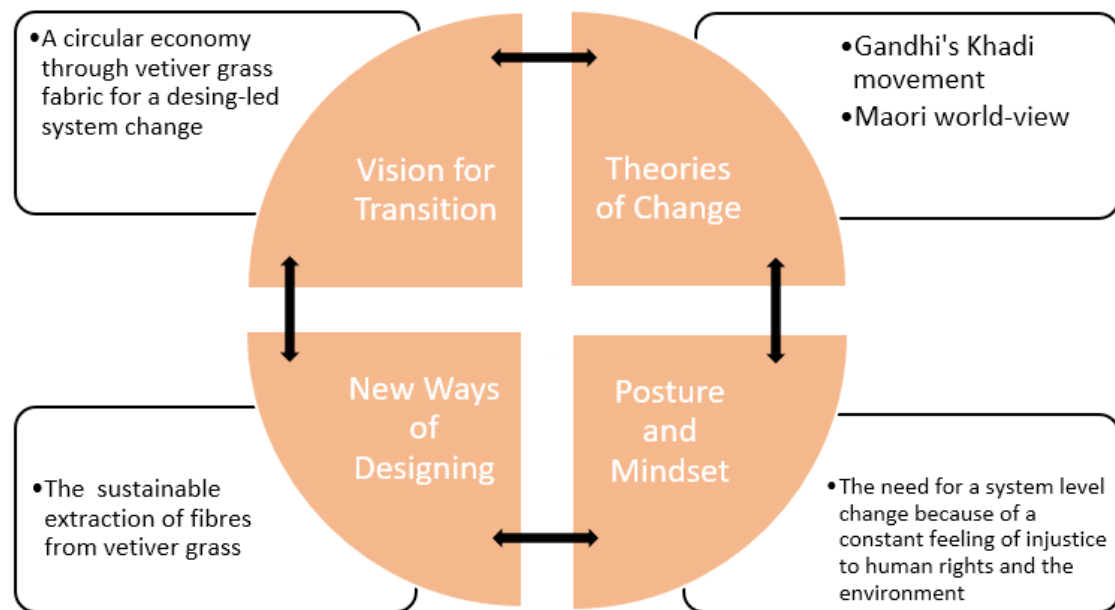 •A circular economy
through vetiver grass
fabric for a desing-led
system change
Vision for
Transition
Theories
of Change
•Gandhi's Khadi
movement
•Maori world-view
New Ways
of
Designing
•The sustainable
extraction of fibres
from vetiver grass
Posture
and
Mindset
•The need for a system level
change because of a
constant feeling of injustice
to human rights and the
environment